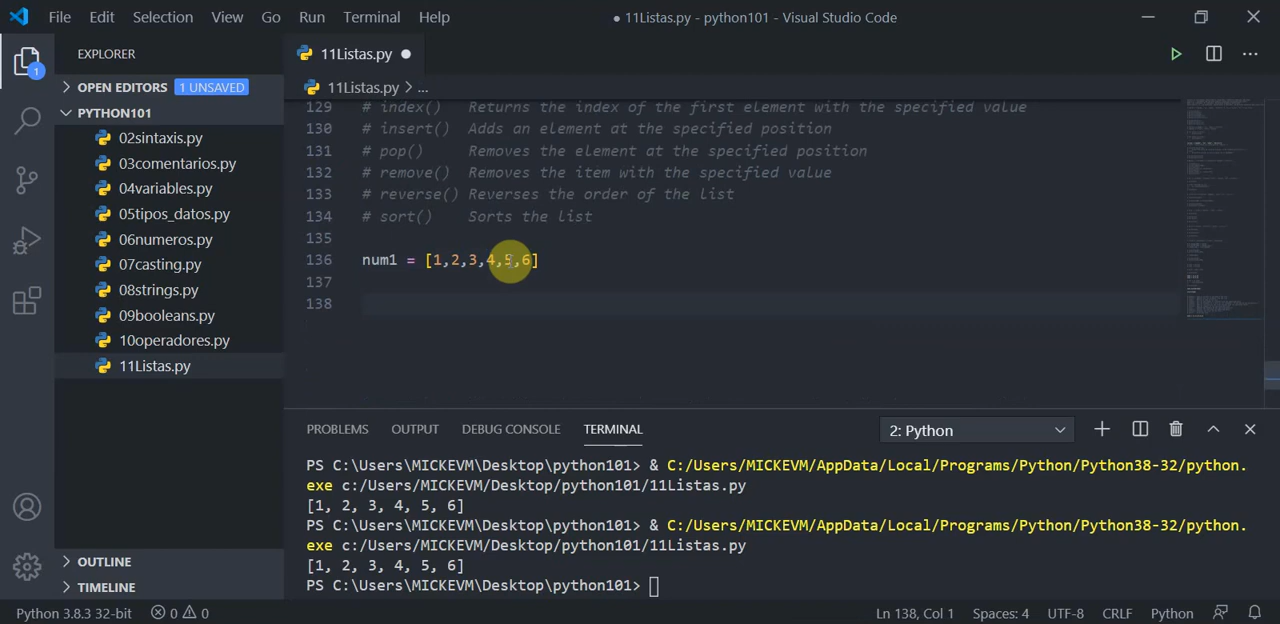 File Edit Selection View Go Run Terminal Help
● 11Listas.py - python101 - Visual Studio Code
EXPLORER
11Listas.py
OPEN EDITORS 1 UNSAVED
11Listas.py > ...
1
PYTHON101
02sintaxis.py
03comentarios.py
04variables.py
05tipos_datos.py
06numeros.py
07casting.py
08strings.py
09booleans.py
10operadores.py
11Listas.py
OUTLINE
TIMELINE
129 # index() Returns the index of the first element with the specified value
130 # insert() Adds an element at the specified position
131 # pop() Removes the element at the specified position
132 # remove() Removes the item with the specified value
133 # reverse() Reverses the order of the list
134 # sort() Sorts the list
135
136 num1 = [1,2,3,4,5,6]
137
138
PROBLEMS OUTPUT DEBUG CONSOLE TERMINAL 2: Python
PS C:\Users\MICKEVM\Desktop\python101> & C:/Users/MICKEVM/AppData/Local/Programs/Python/Python38-32/python.
exe c:/Users/MICKEVM/Desktop/python101/11Listas.py
[1, 2, 3, 4, 5, 6]
PS C:\Users\MICKEVM\Desktop\python101> & C:/Users/MICKEVM/AppData/Local/Programs/Python/Python38-32/python.
exe c:/Users/MICKEVM/Desktop/python101/11Listas.py
[1, 2, 3, 4, 5, 6]
PS C:\Users\MICKEVM\Desktop\python101>
Python 3.8.3 32-bit 0 0 Ln 138, Col 1 Spaces: 4 UTF-8 CRLF Python